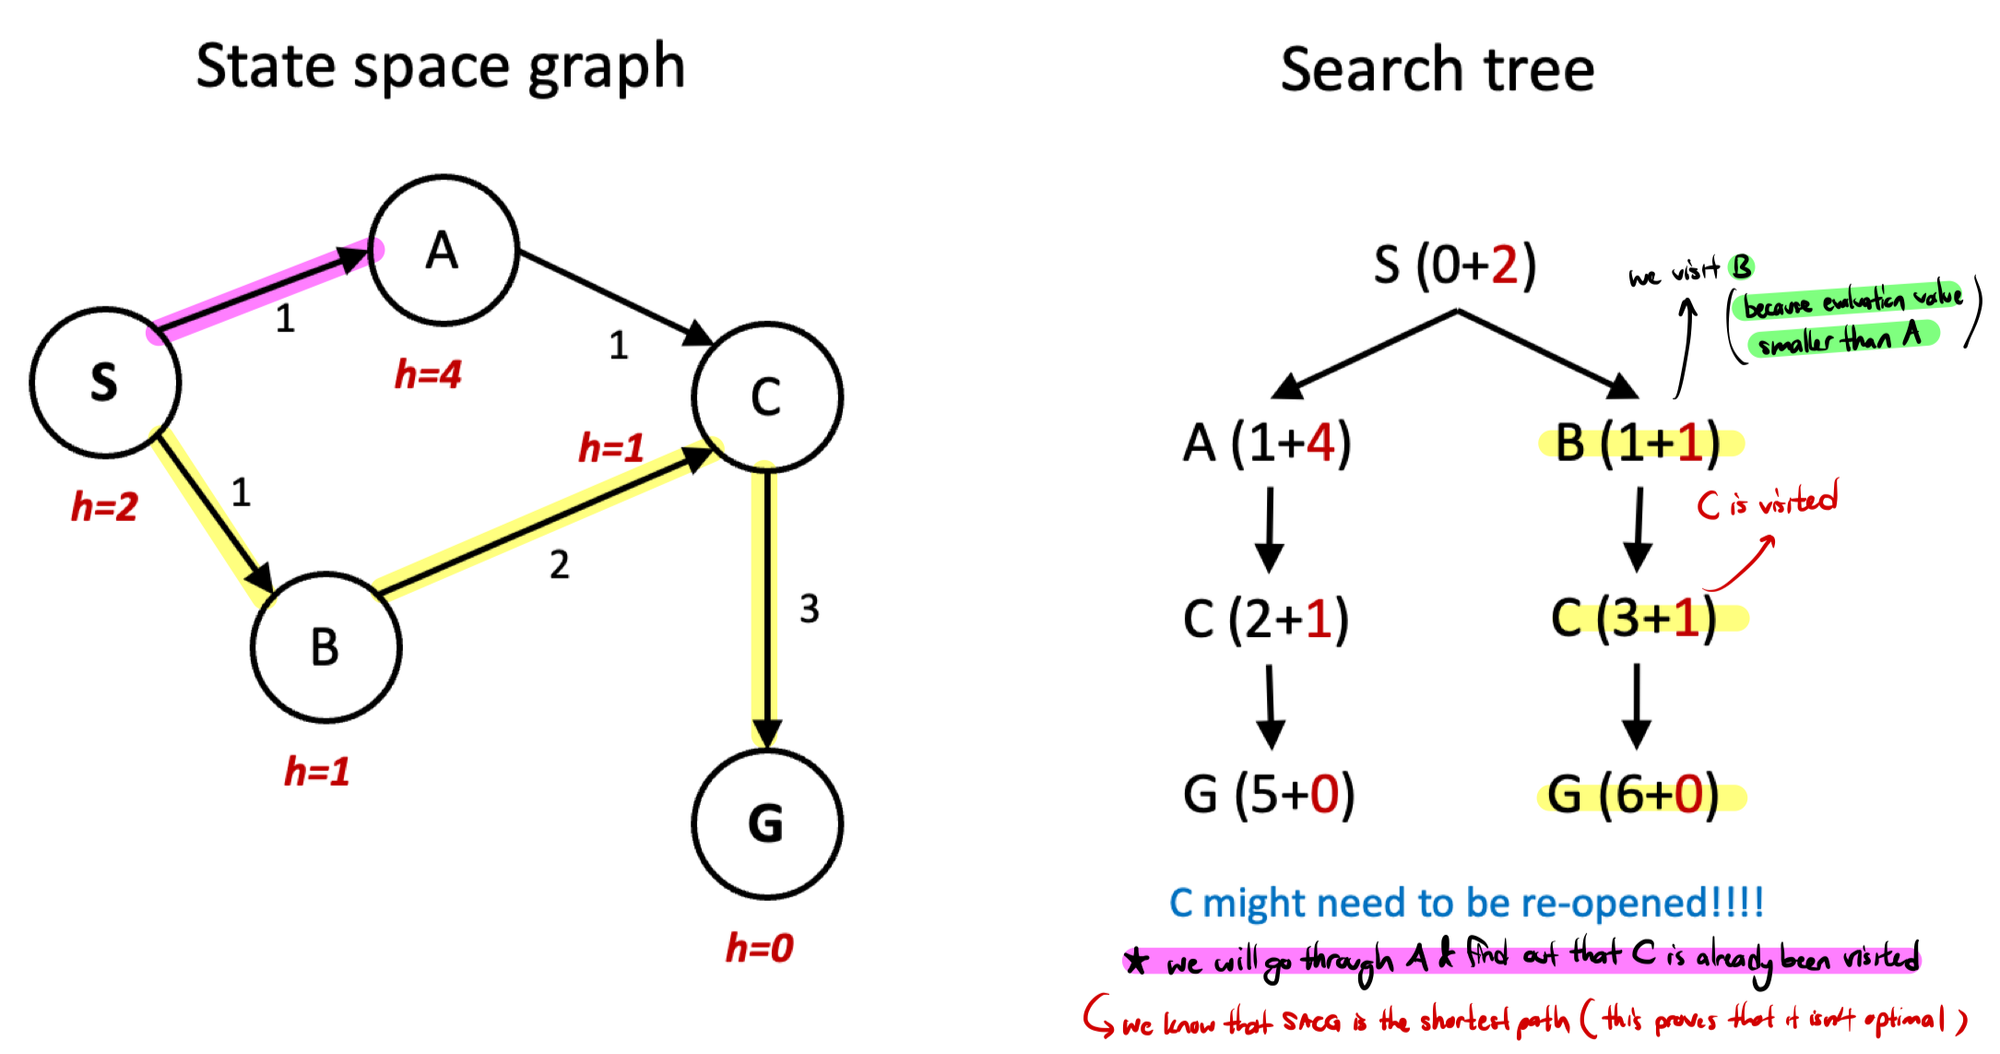 State space graph
A
1
h=4
1
S
h=2
C
h=1
1
2
B
h=1
3
G
h=0
Search tree
S (0+2)
we visit B
(because evaluation value
smaller than A)
A (1+4)
B (1+1)
C is visited
C (2+1)
C (3+1)
G (5+0)
G (6+0)
C might need to be re-opened!!!!
★ we will go through A & find out that C is already been visited
↳ we know that SACG is the shortest path (this proves that it isn't optimal)